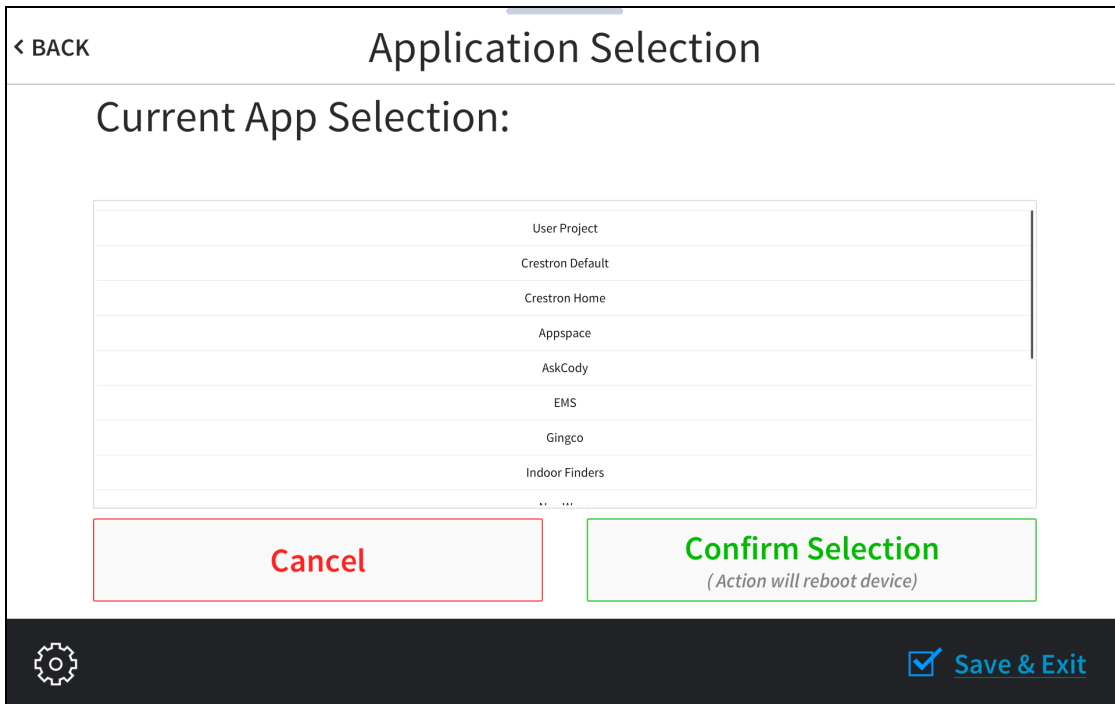 < BACK
Application Selection
Current App Selection:
User Project
Crestron Default
Crestron Home
Appspace
AskCody
EMS
Gingco
Indoor Finders
Cancel
Confirm Selection
( Action will reboot device)
Save & Exit